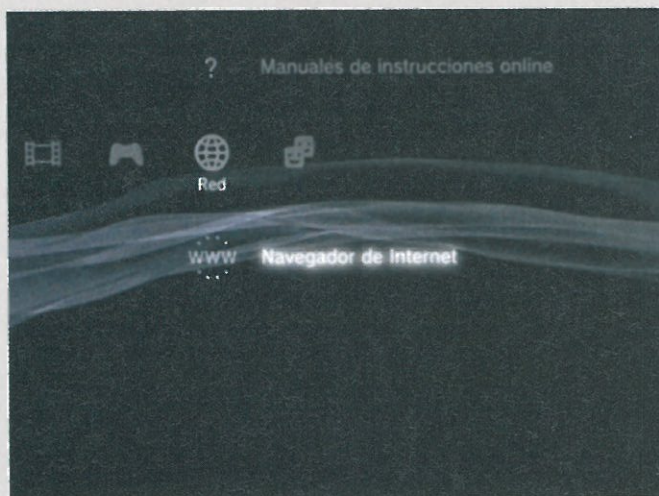 ?
Manuales de instrucciones online
Red
www
Navegador de Internet